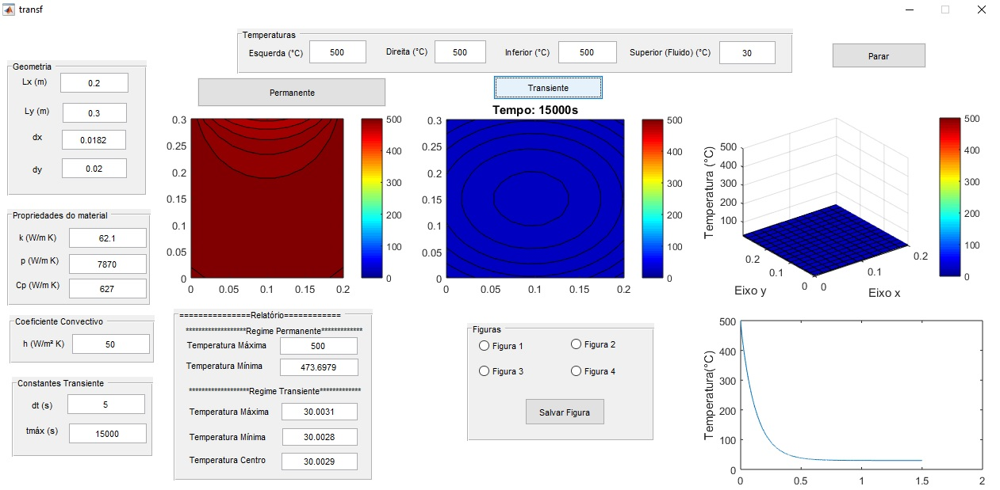 transf
Temperaturas
Esquerda (°C) 500 Direita (°C) 500 Inferior (°C) 500 Superior (Fluido) (°C) 30
Parar
Geometria
Lx (m) 0.2
Ly (m) 0.3
dx 0.0182
dy 0.02
Propriedades do material
k (W/m K) 62.1
p (W/m K) 7870
Cp (W/m K) 627
Coeficiente Convectivo
h (W/m² K) 50
Constantes Transiente
dt (s) 5
tmáx (s) 15000
Permanente
0.3
0.25
0.2
0.15
0.1
0.05
0
0 0.05 0.1 0.15 0.2
500
400
300
200
100
0
Transiente
Tempo: 15000s
0.3
0.25
0.2
0.15
0.1
0.05
0
0 0.05 0.1 0.15 0.2
500
400
300
200
100
0
Temperatura (°C)
500
400
300
200
100
0.2
0.1
0
Eixo y
0
0.1
0.2
Eixo x
500
400
300
200
100
0
================Relatório============
*******************Regime Permanente*************
Temperatura Máxima 500
Temperatura Mínima 473.6979
*******************Regime Transiente*************
Temperatura Máxima 30.0031
Temperatura Mínima 30.0028
Temperatura Centro 30.0029
Figuras
Figura 1 Figura 2
Figura 3 Figura 4
Salvar Figura
Temperatura(°C)
500
400
300
200
100
0
0 0.5 1 1.5 2